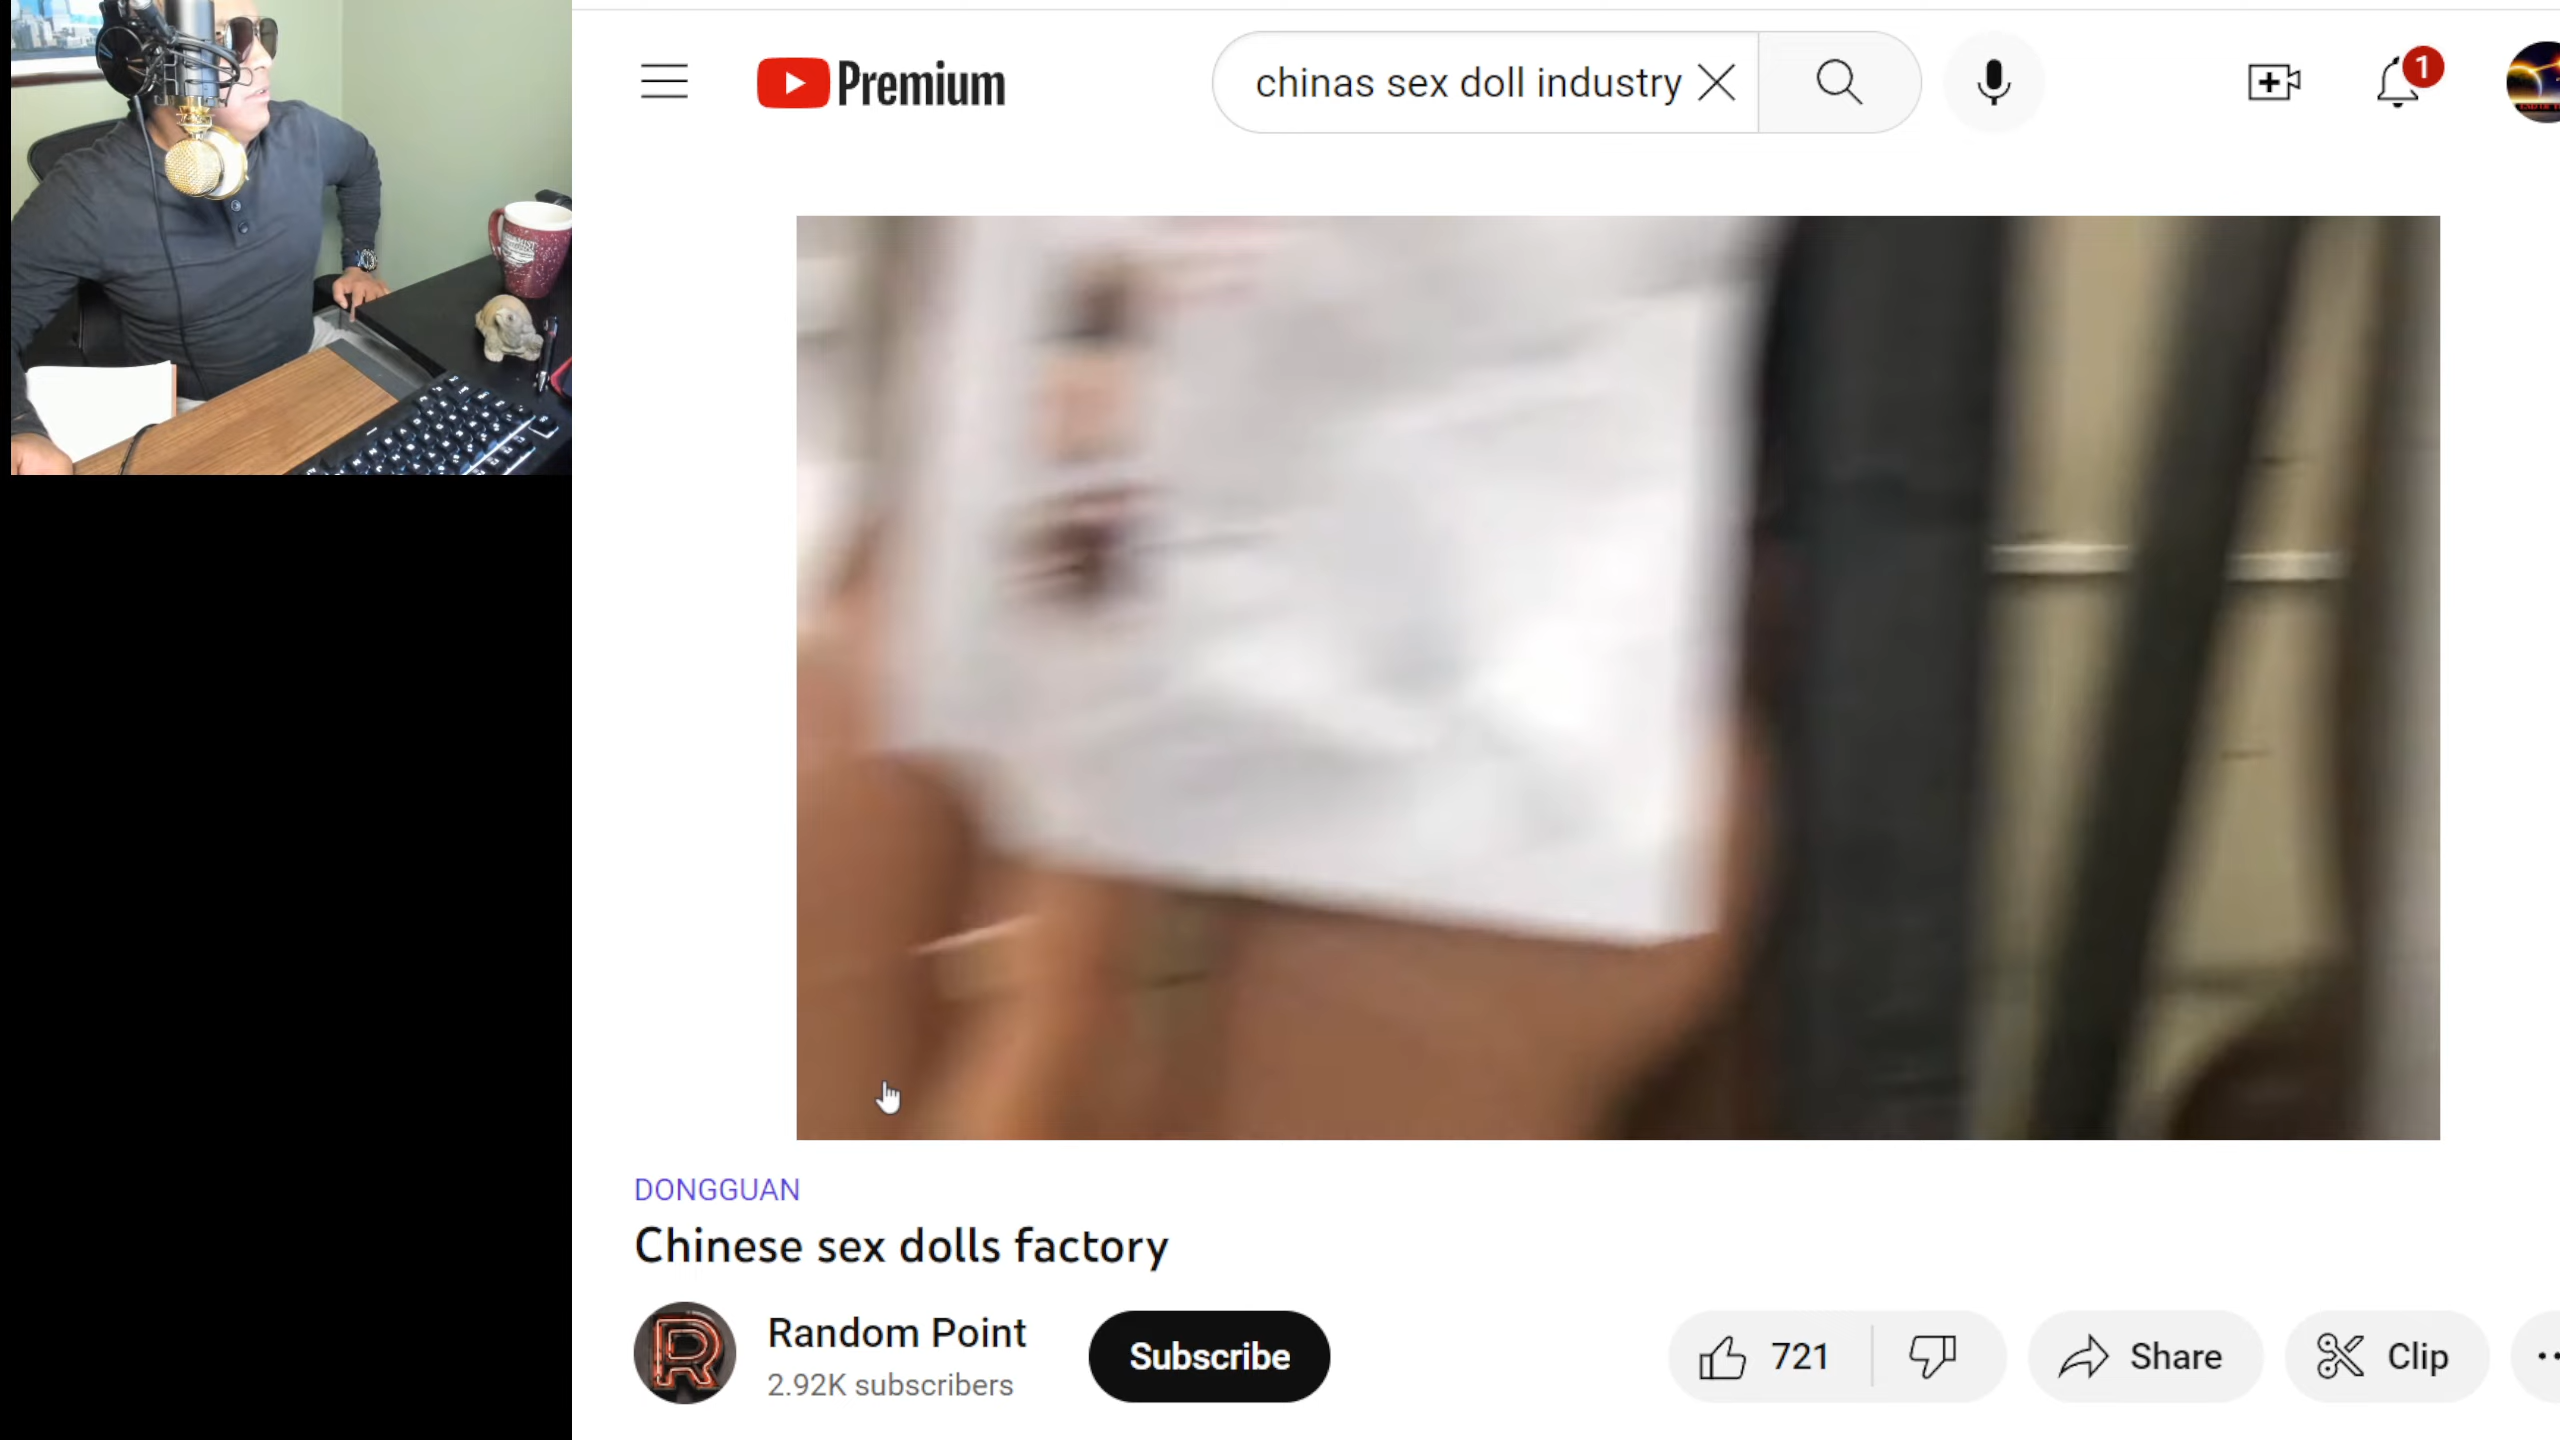 Premium
chinas sex doll industry
1
DONGGUAN
Chinese sex dolls factory
Random Point
2.92K subscribers
Subscribe
721
Share
Clip